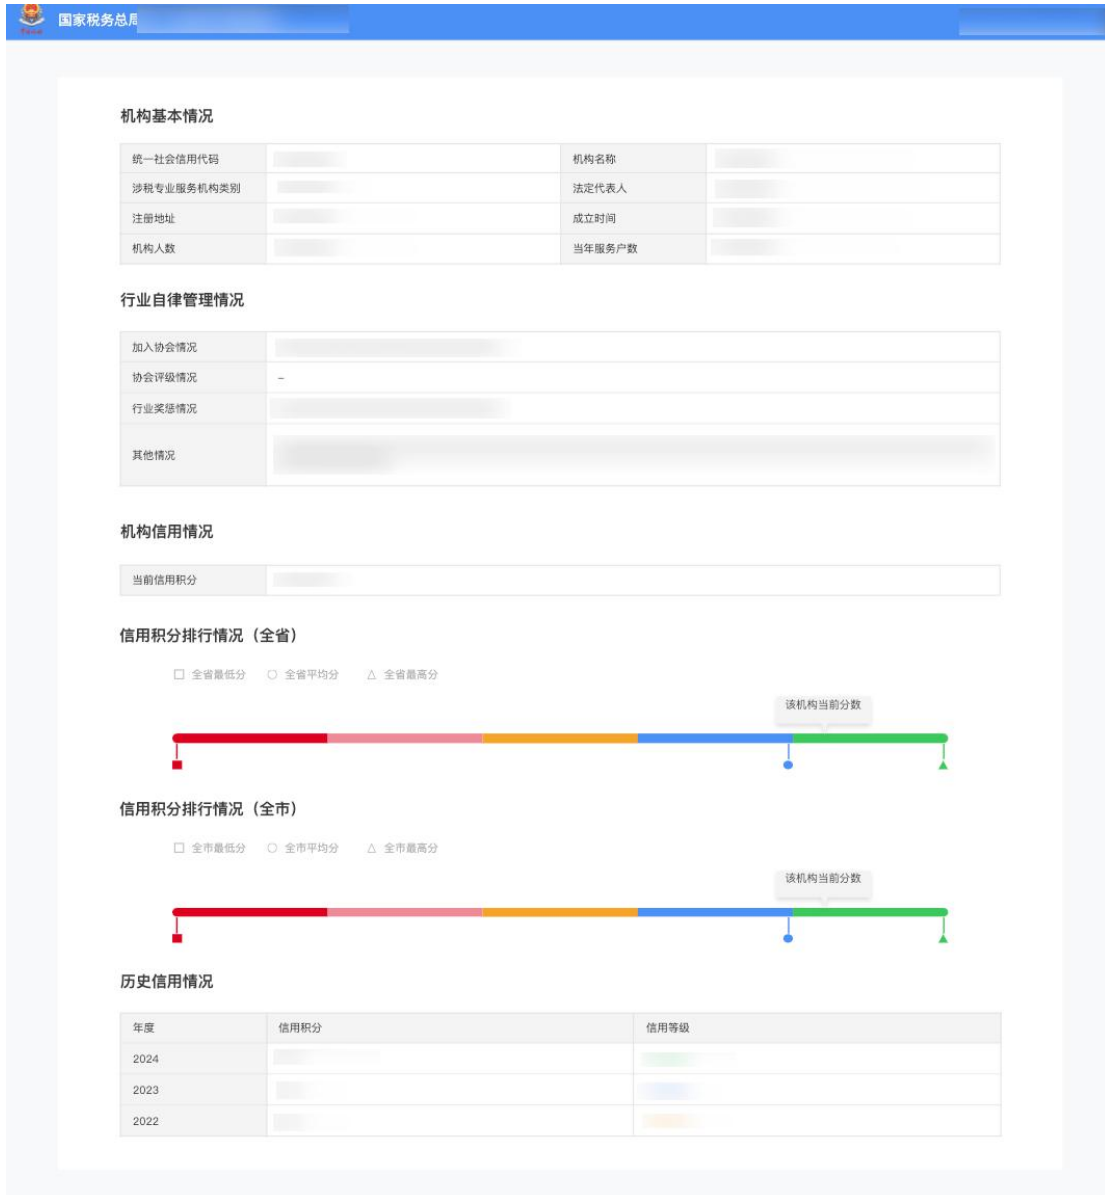 国家税务总局
机构基本情况
统一社会信用代码 机构名称
涉税专业服务机构类别 法定代表人
注册地址 成立时间
机构人数 当年服务户数
行业自律管理情况
加入协会情况
协会评级情况 –
行业奖惩情况
其他情况
机构信用情况
当前信用积分
信用积分排行情况（全省）
全省最低分 全省平均分 全省最高分
该机构当前分数
信用积分排行情况（全市）
全市最低分 全市平均分 全市最高分
该机构当前分数
历史信用情况
年度 信用积分 信用等级
2024
2023
2022